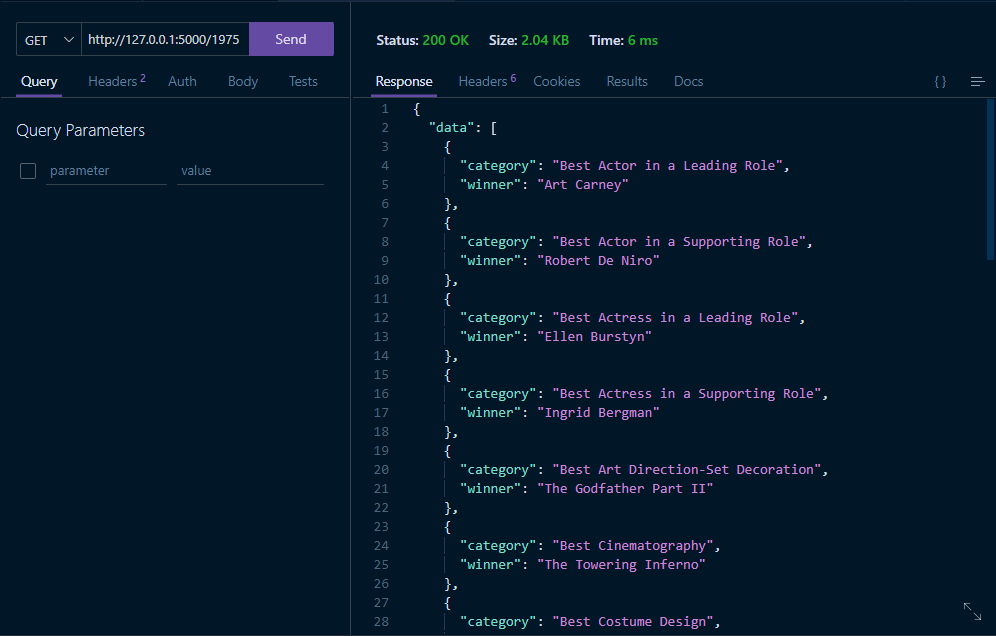 GET http://127.0.0.1:5000/1975 Send
Query Headers 2 Auth Body Tests
Query Parameters
parameter value
Status: 200 OK Size: 2.04 KB Time: 6 ms
Response Headers 6 Cookies Results Docs { }
1 {
2 "data": [
3 {
4 "category": "Best Actor in a Leading Role",
5 "winner": "Art Carney"
6 },
7 {
8 "category": "Best Actor in a Supporting Role",
9 "winner": "Robert De Niro"
10 },
11 {
12 "category": "Best Actress in a Leading Role",
13 "winner": "Ellen Burstyn"
14 },
15 {
16 "category": "Best Actress in a Supporting Role",
17 "winner": "Ingrid Bergman"
18 },
19 {
20 "category": "Best Art Direction-Set Decoration",
21 "winner": "The Godfather Part II"
22 },
23 {
24 "category": "Best Cinematography",
25 "winner": "The Towering Inferno"
26 },
27 {
28 "category": "Best Costume Design",